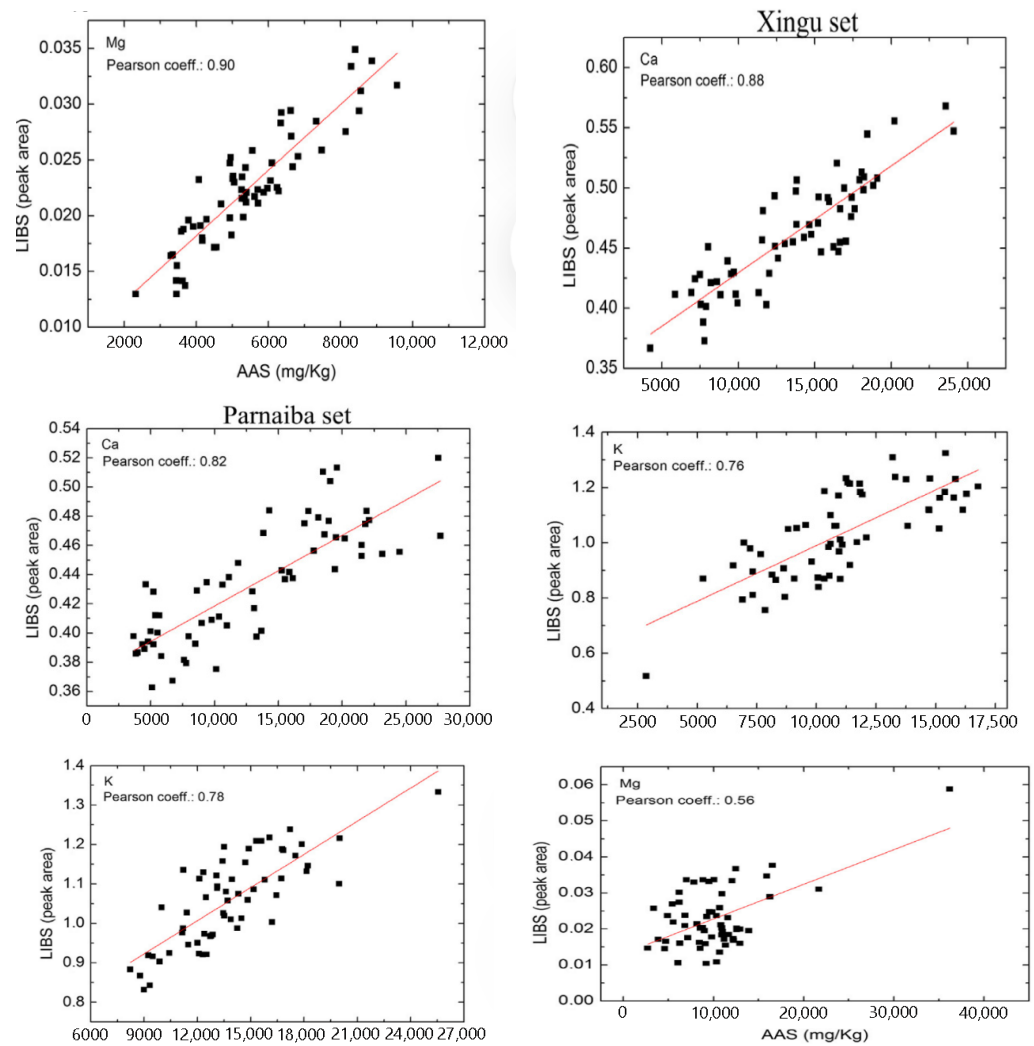 Mg
Pearson coeff.: 0.90
0.035
0.030
0.025
0.020
0.015
0.010
LIBS (peak area)
2000 4000 6000 8000 10,000 12,000
AAS (mg/Kg)
Xingu set
Ca
Pearson coeff.: 0.88
0.60
0.55
0.50
0.45
0.40
0.35
LIBS (peak area)
5000 10,000 15,000 20,000 25,000
Parnaiba set
Ca
Pearson coeff.: 0.82
0.54
0.52
0.50
0.48
0.46
0.44
0.42
0.40
0.38
0.36
LIBS (peak area)
0 5000 10,000 15,000 20,000 25,000 30,000
K
Pearson coeff.: 0.76
1.4
1.2
1.0
0.8
0.6
0.4
LIBS (peak area)
2500 5000 7500 10,000 12,500 15,000 17,500
K
Pearson coeff.: 0.78
1.4
1.3
1.2
1.1
1.0
0.9
0.8
LIBS (peak area)
6000 9000 12,000 15,000 18,000 21,000 24,000 27,000
Mg
Pearson coeff.: 0.56
0.06
0.05
0.04
0.03
0.02
0.01
0.00
LIBS (peak area)
0 10,000 20,000 30,000 40,000
AAS (mg/Kg)